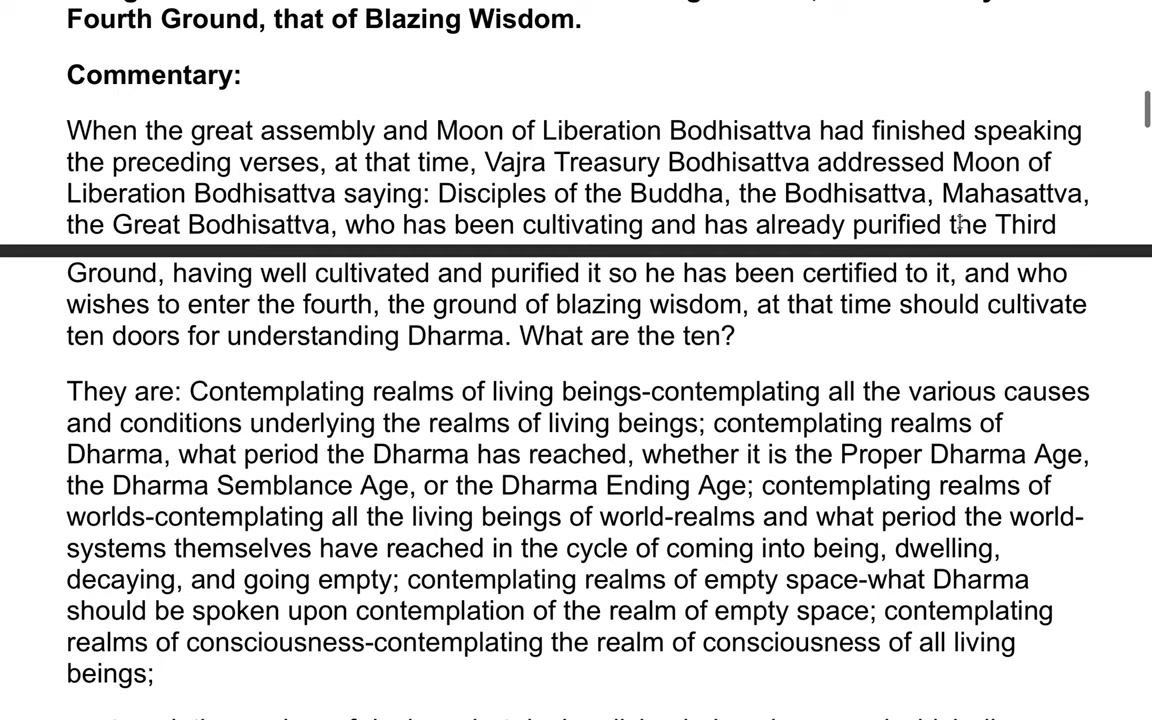 Fourth Ground, that of Blazing Wisdom.
Commentary:
When the great assembly and Moon of Liberation Bodhisattva had finished speaking
the preceding verses, at that time, Vajra Treasury Bodhisattva addressed Moon of
Liberation Bodhisattva saying: Disciples of the Buddha, the Bodhisattva, Mahasattva,
the Great Bodhisattva, who has been cultivating and has already purified the Third
Ground, having well cultivated and purified it so he has been certified to it, and who
wishes to enter the fourth, the ground of blazing wisdom, at that time should cultivate
ten doors for understanding Dharma. What are the ten?
They are: Contemplating realms of living beings-contemplating all the various causes
and conditions underlying the realms of living beings; contemplating realms of
Dharma, what period the Dharma has reached, whether it is the Proper Dharma Age,
the Dharma Semblance Age, or the Dharma Ending Age; contemplating realms of
worlds-contemplating all the living beings of world-realms and what period the world-
systems themselves have reached in the cycle of coming into being, dwelling,
decaying, and going empty; contemplating realms of empty space-what Dharma
should be spoken upon contemplation of the realm of empty space; contemplating
realms of consciousness-contemplating the realm of consciousness of all living
beings;